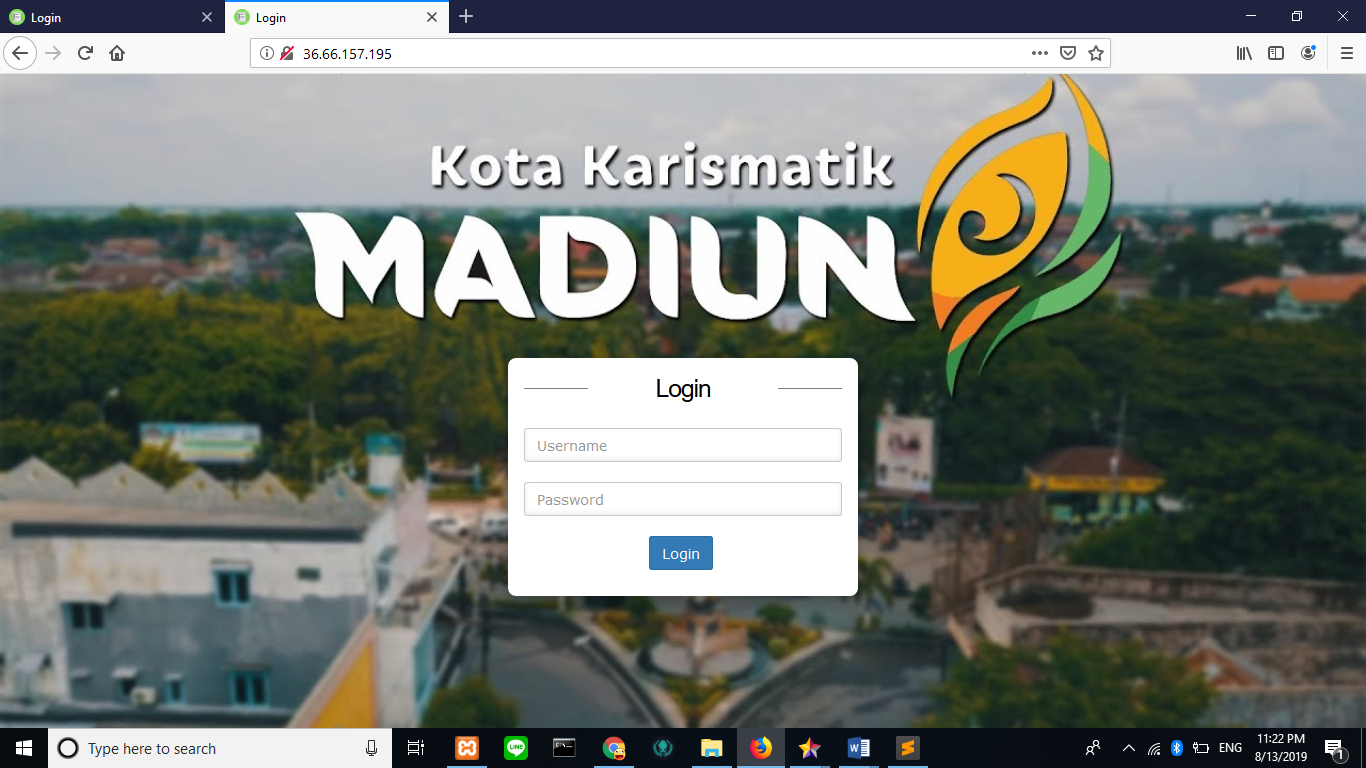 Login
Login
36.66.157.195
Kota Karismatik
MADIUN
Login
Username
Password
Login
Type here to search
ENG
11:22 PM
8/13/2019
1